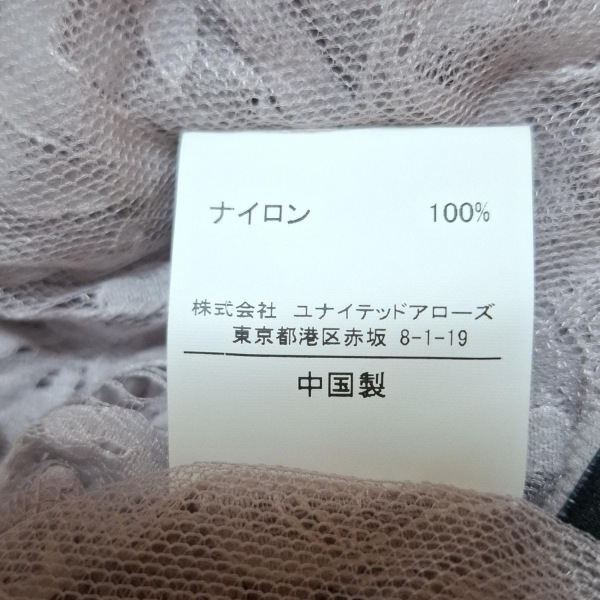 ナイロン 100%
株式会社 ユナイテッドアローズ
東京都港区赤坂 8-1-19
中国製